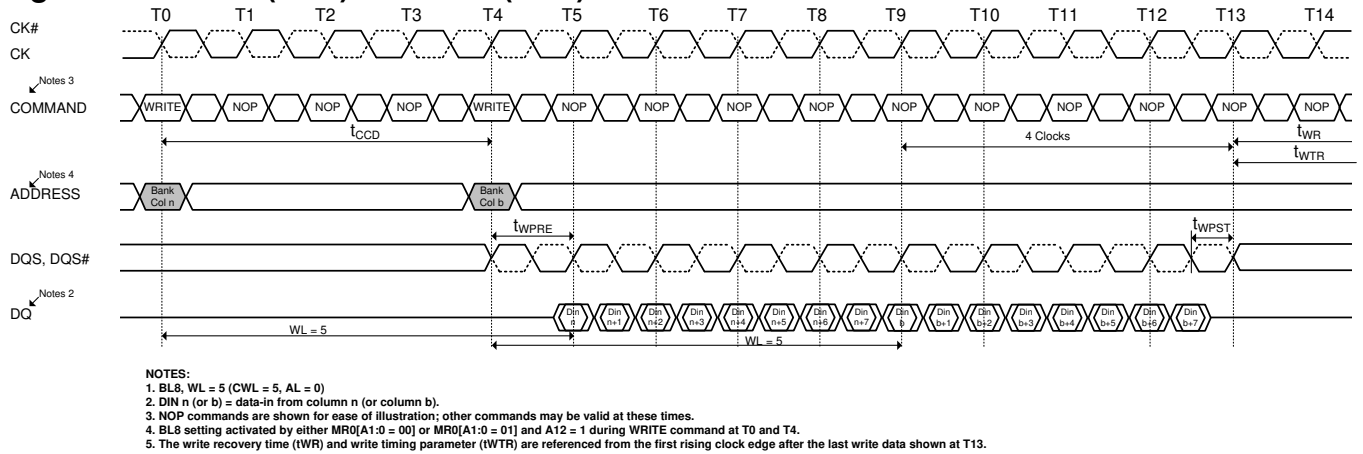 T0 T1 T2 T3 T4 T5 T6 T7 T8 T9 T10 T11 T12 T13 T14
CK#
CK
Notes 3
COMMAND
WRITE NOP NOP NOP WRITE NOP NOP NOP NOP NOP NOP NOP NOP NOP NOP
tCCD
4 Clocks
tWR
tWTR
Notes 4
ADDRESS
Bank Bank
Col n Col b
tWPRE
tWPST
DQS, DQS#
Notes 2
DQ
Din Din Din Din Din Din Din Din Din Din Din Din Din Din Din Din
n n+1 n+2 n+3 n+4 n+5 n+6 n+7 b b+1 b+2 b+3 b+4 b+5 b+6 b+7
WL = 5
WL = 5
NOTES:
1. BL8, WL = 5 (CWL = 5, AL = 0)
2. DIN n (or b) = data-in from column n (or column b).
3. NOP commands are shown for ease of illustration; other commands may be valid at these times.
4. BL8 setting activated by either MR0[A1:0 = 00] or MR0[A1:0 = 01] and A12 = 1 during WRITE command at T0 and T4.
5. The write recovery time (tWR) and write timing parameter (tWTR) are referenced from the first rising clock edge after the last write data shown at T13.